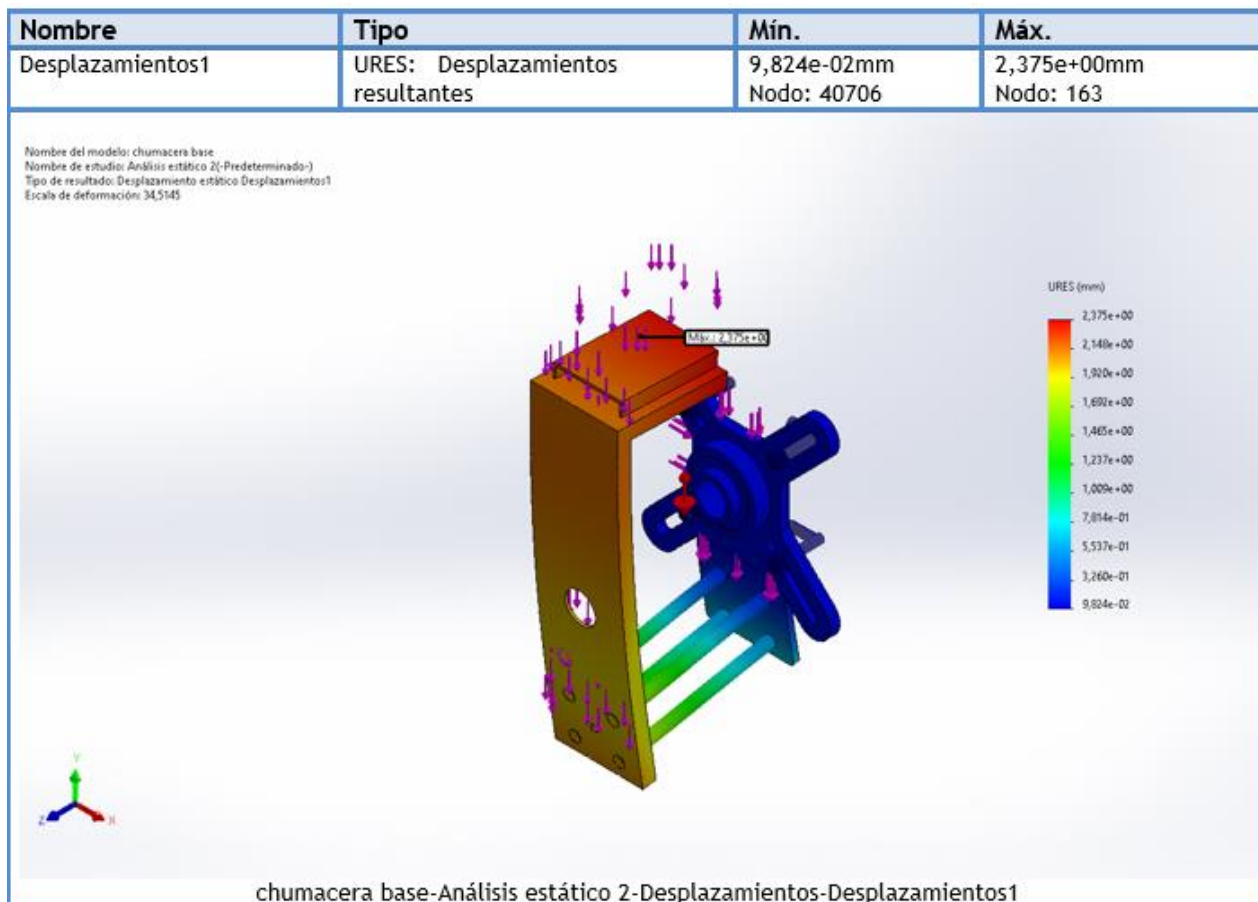 Nombre Tipo Mín. Máx.
Desplazamientos1 URES: Desplazamientos resultantes 9,824e-02mm Nodo: 40706 2,375e+00mm Nodo: 163
Nombre del modelo: chumacera base
Nombre de estudio: Análisis estático 2(-Predeterminado-)
Tipo de resultado: Desplazamiento estático Desplazamientos1
Escala de deformación: 34,5145
Máx.: 2,375e+00
URES (mm)
2,375e+00
2,148e+00
1,920e+00
1,692e+00
1,465e+00
1,237e+00
1,009e+00
7,814e-01
5,537e-01
3,260e-01
9,824e-02
Y
Z
X
chumacera base-Análisis estático 2-Desplazamientos-Desplazamientos1